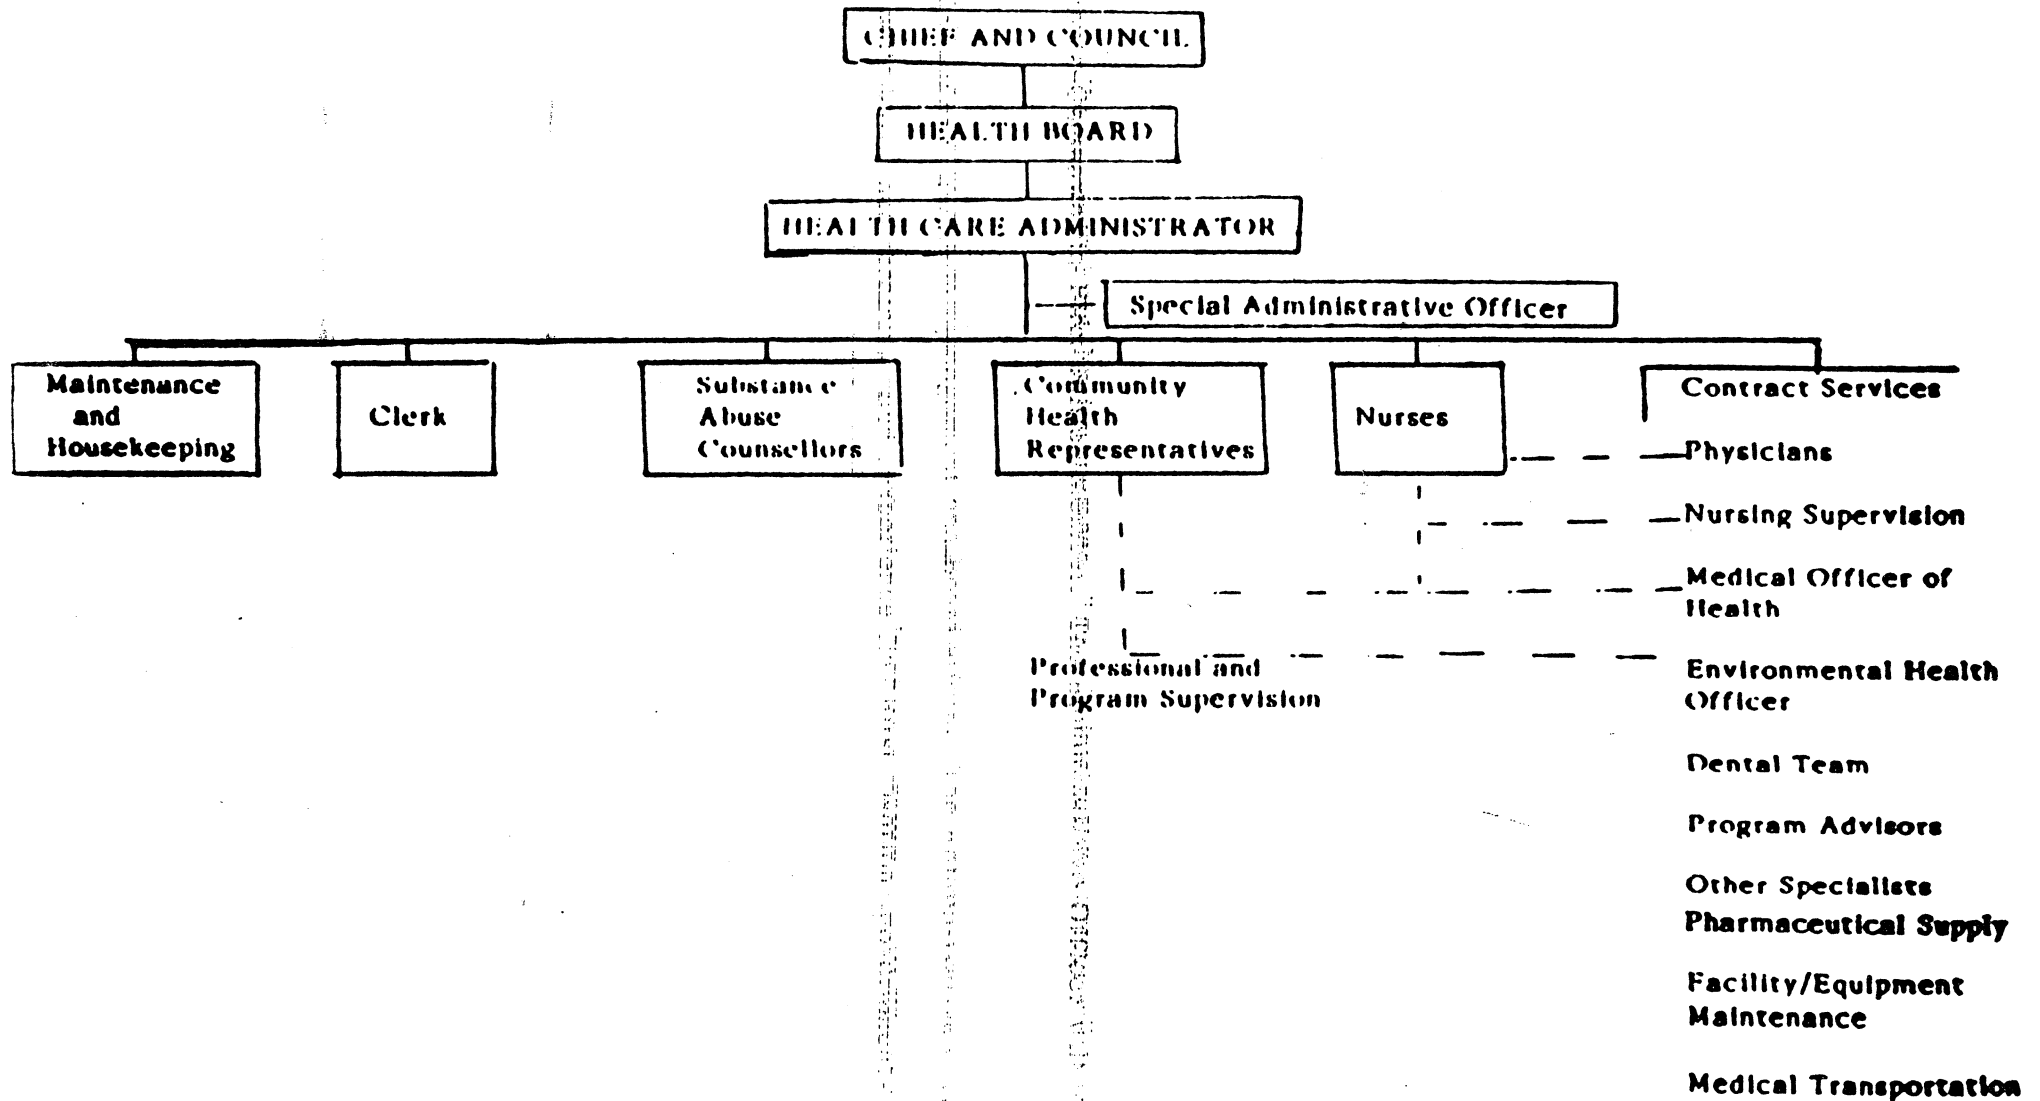 CHIEF AND COUNCIL
HEALTH BOARD
HEALTH CARE ADMINISTRATOR
Special Administrative Officer
Maintenance
and
Housekeeping
Clerk
Substance
Abuse
Counsellors
Community
Health
Representatives
Nurses
Contract Services
Physicians
Nursing Supervision
Medical Officer of
Health
Professional and
Program Supervision
Environmental Health
Officer
Dental Team
Program Advisors
Other Specialists
Pharmaceutical Supply
Facility/Equipment
Maintenance
Medical Transportation